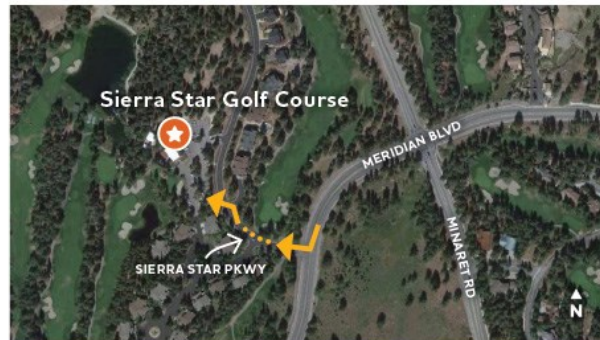 Sierra Star Golf Course
MERIDIAN BLVD
MINARET RD
SIERRA STAR PKWY
N